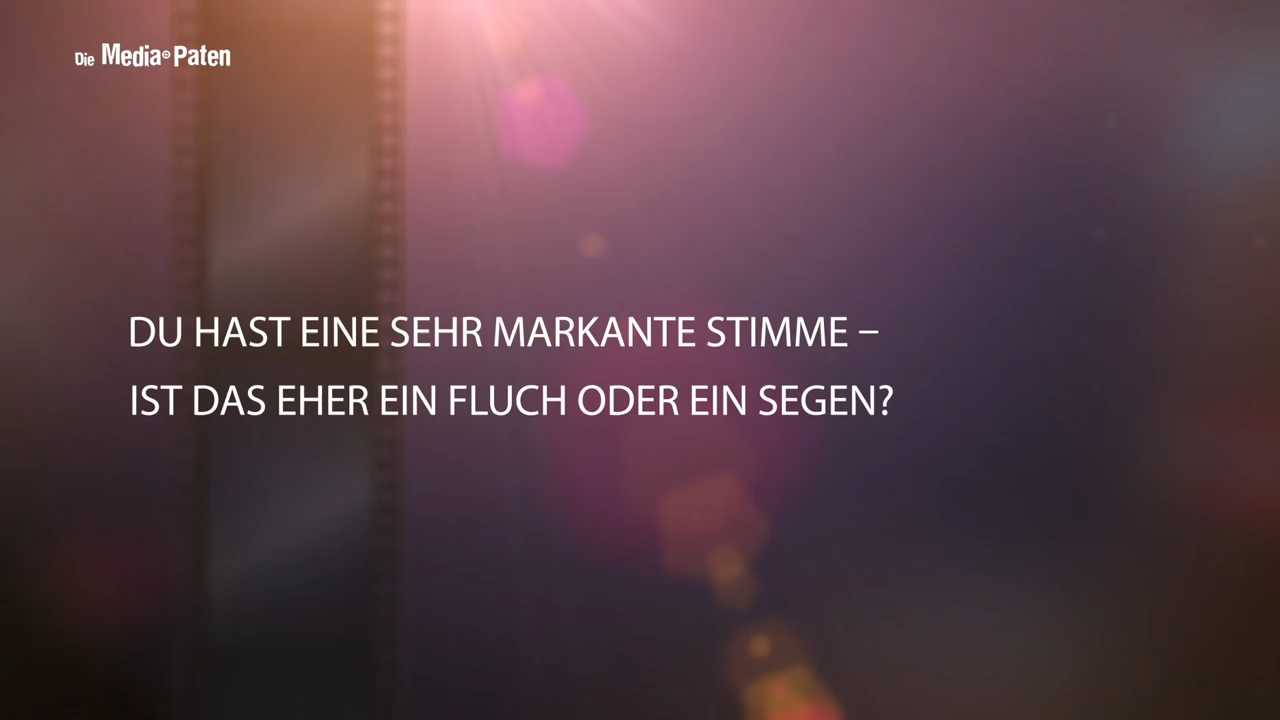 Die Media⊕Paten
DU HAST EINE SEHR MARKANTE STIMME –
IST DAS EHER EIN FLUCH ODER EIN SEGEN?